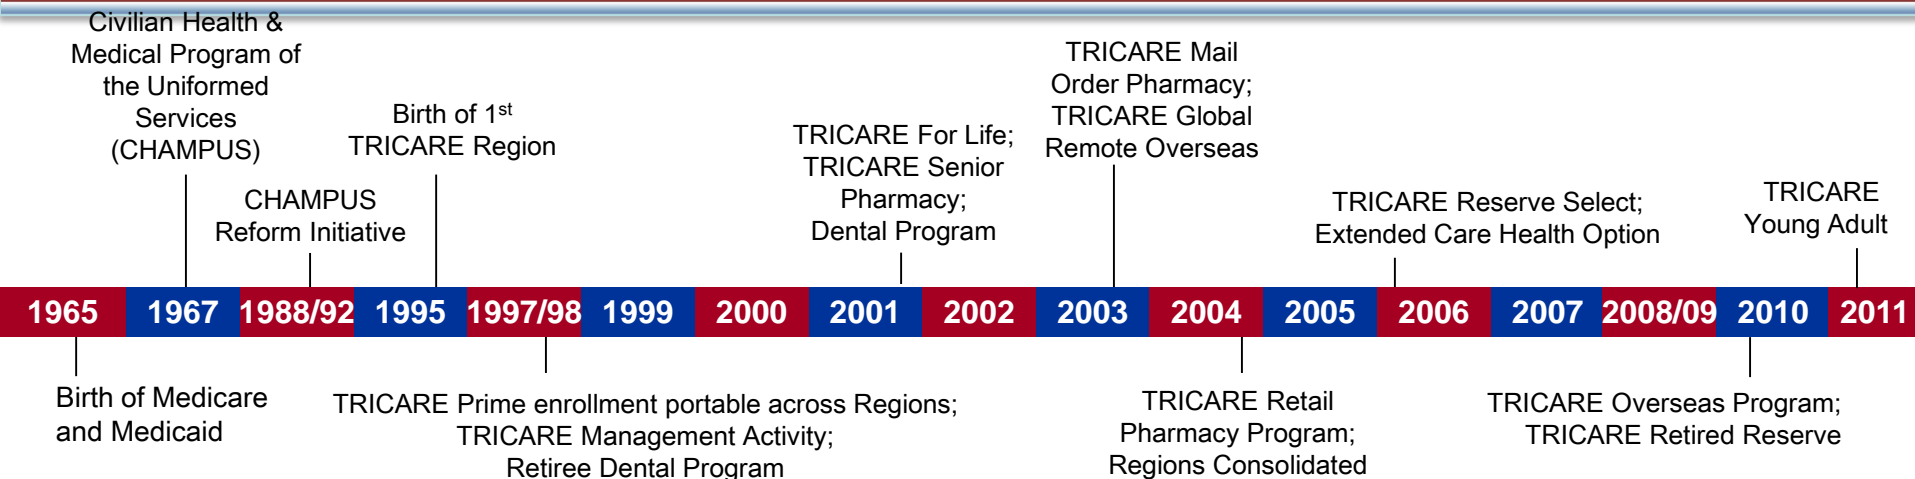 Civilian Health &
Medical Program of
the Uniformed
Services
(CHAMPUS)
CHAMPUS
Reform Initiative
Birth of 1st
TRICARE Region
TRICARE For Life;
TRICARE Senior
Pharmacy;
Dental Program
TRICARE Mail
Order Pharmacy;
TRICARE Global
Remote Overseas
TRICARE Reserve Select;
Extended Care Health Option
TRICARE
Young Adult
1965 1967 1988/92 1995 1997/98 1999 2000 2001 2002 2003 2004 2005 2006 2007 2008/09 2010 2011
Birth of Medicare
and Medicaid
TRICARE Prime enrollment portable across Regions;
TRICARE Management Activity;
Retiree Dental Program
TRICARE Retail
Pharmacy Program;
Regions Consolidated
TRICARE Overseas Program;
TRICARE Retired Reserve